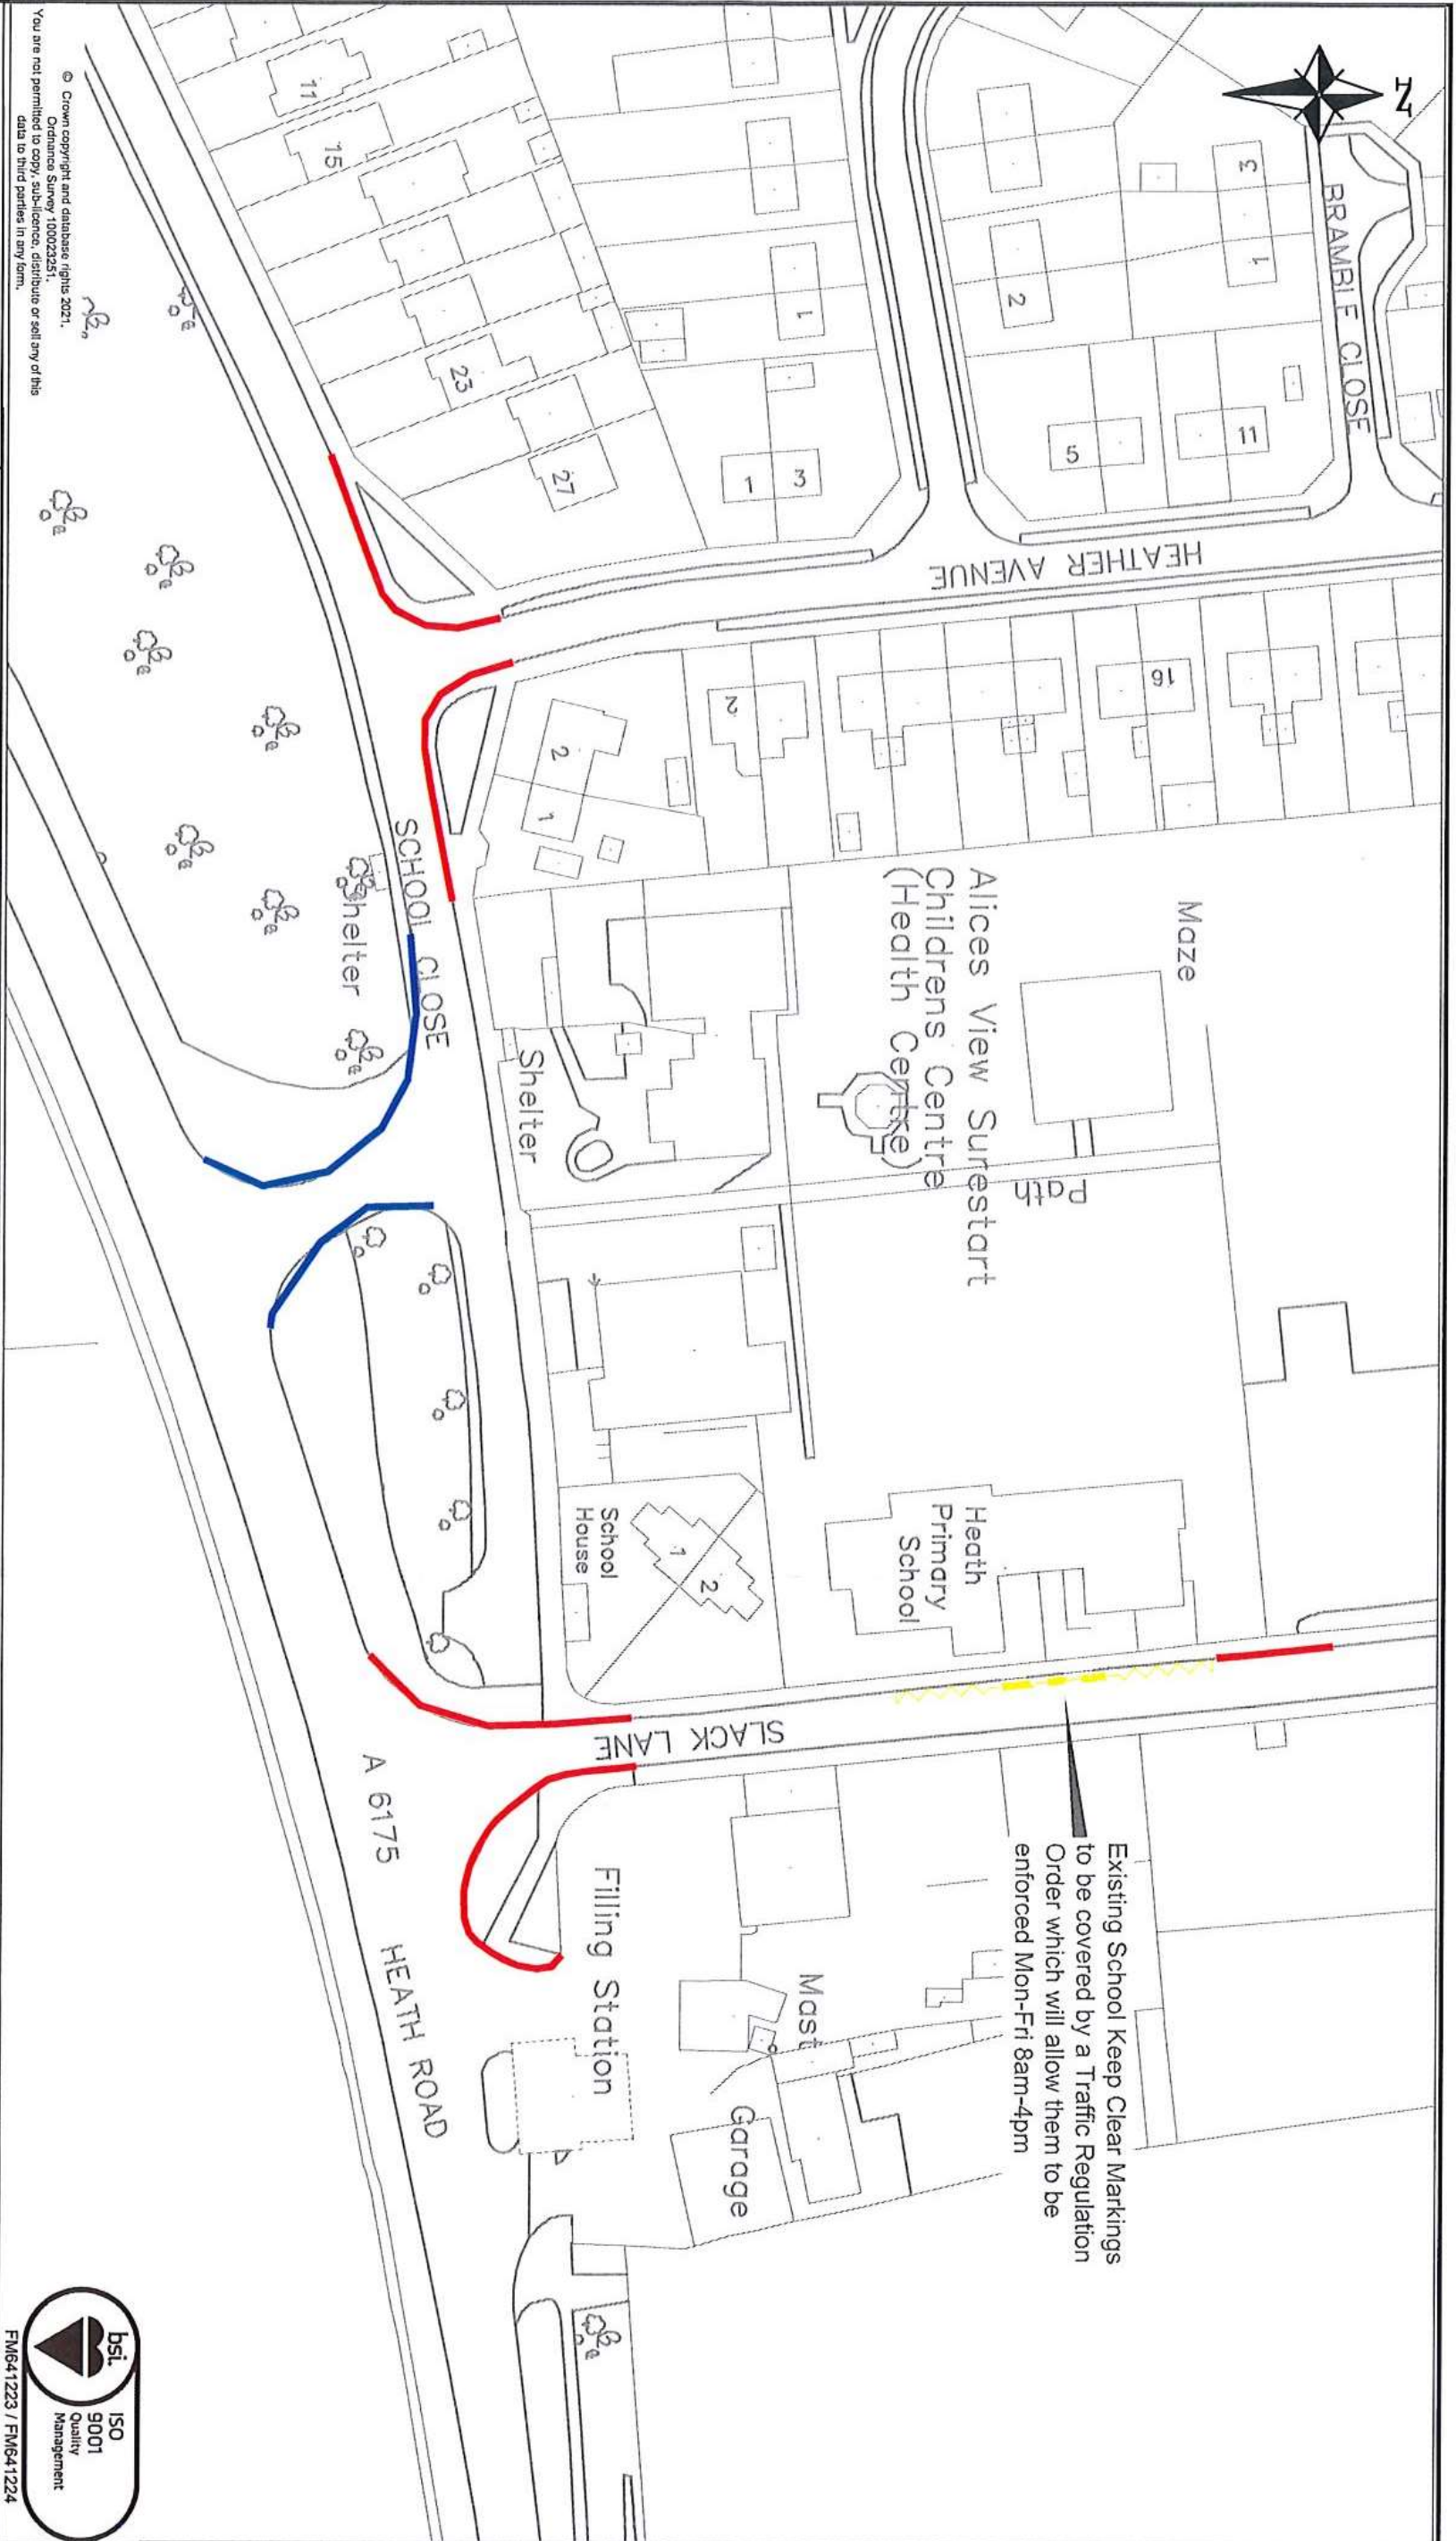 N
BRAMBLE CLOSE
3
1
11
5
2
1
3
1
HEATHER AVENUE
16
2
11
15
23
27
2
1
Maze
Alices View Surestart
Childrens Centre
(Health Centre)
Path
Shelter
SCHOOL CLOSE
Shelter
Heath
Primary
School
School
House
1
2
SLACK LANE
Existing School Keep Clear Markings
to be covered by a Traffic Regulation
Order which will allow them to be
enforced Mon-Fri 8am-4pm
Mast
Garage
Filling Station
A 6175
HEATH ROAD
© Crown copyright and database rights 2021.
Ordnance Survey 100023251.
You are not permitted to copy, sub-licence, distribute or sell any of this
data to third parties in any form.
bsi.
ISO
9001
Quality
Management
FM641223 / FM641224